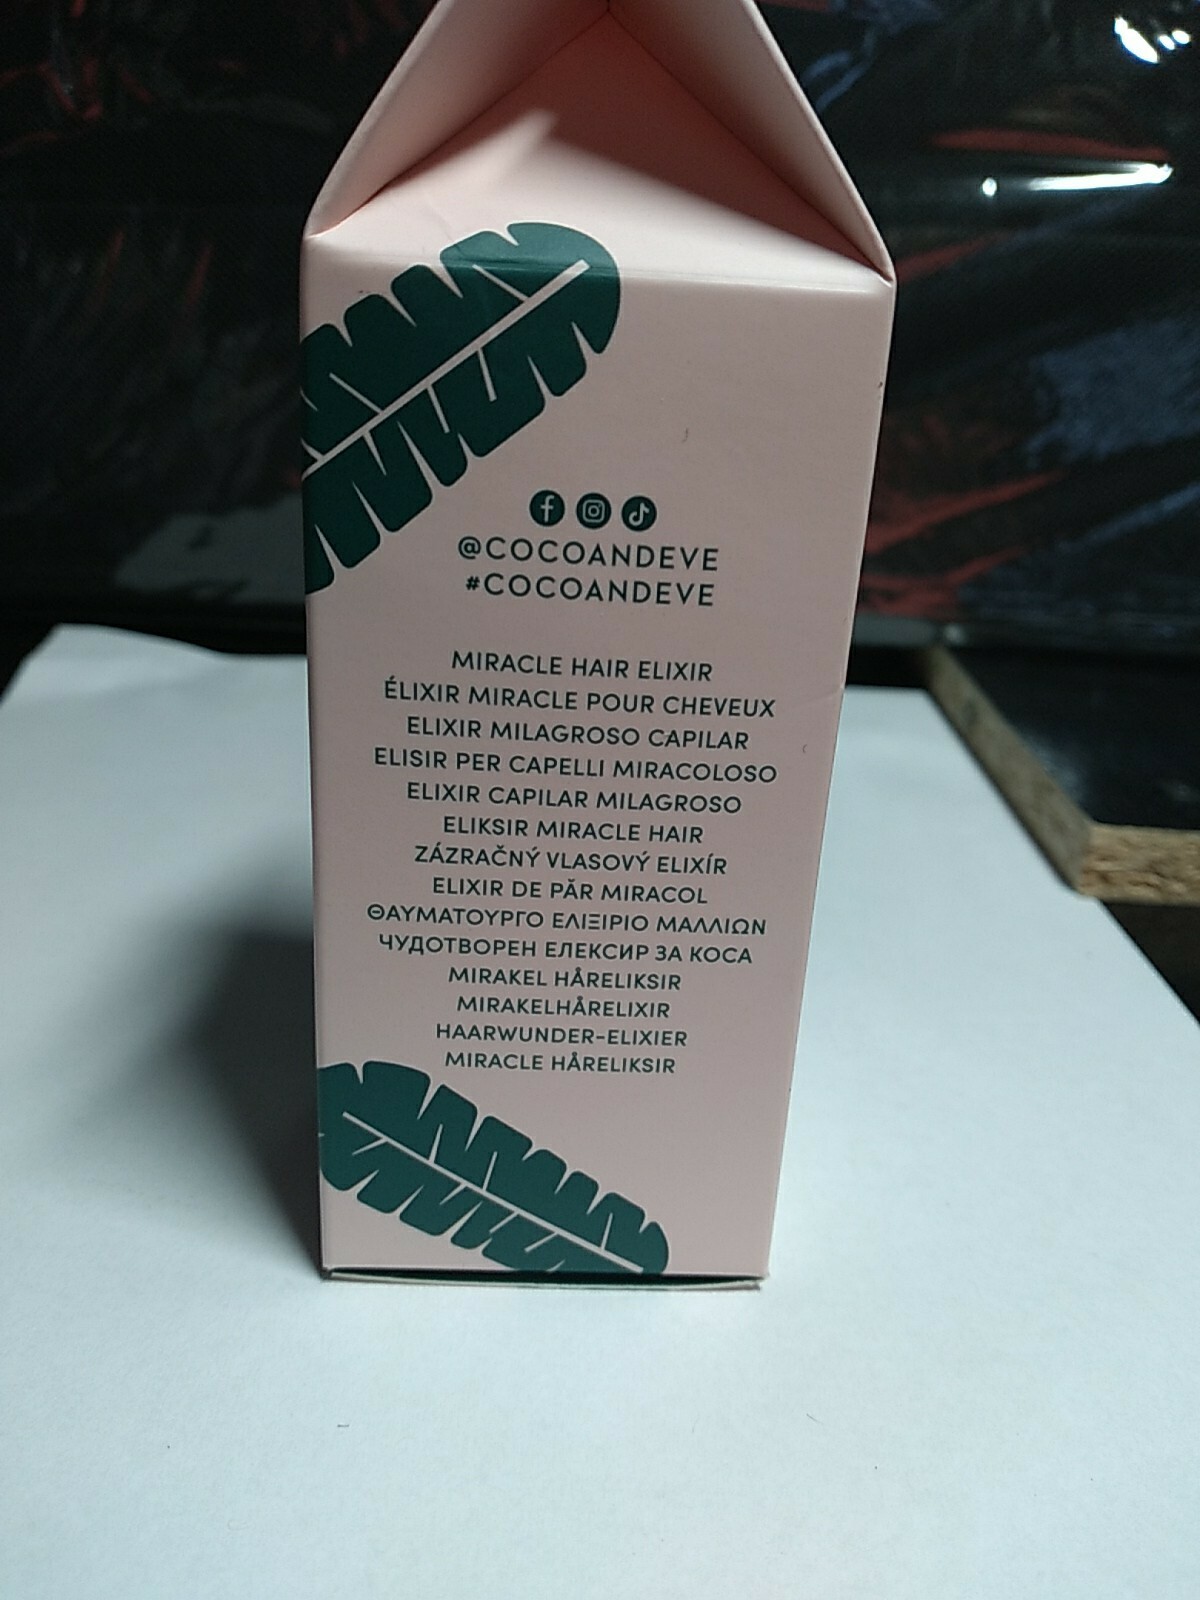 @COCOANDEVE
#COCOANDEVE
MIRACLE HAIR ELIXIR
ÉLIXIR MIRACLE POUR CHEVEUX
ELIXIR MILAGROSO CAPILAR
ELISIR PER CAPELLI MIRACOLOSO
ELIXIR CAPILAR MILAGROSO
ELIKSIR MIRACLE HAIR
ZÁZRAČNÝ VLASOVÝ ELIXÍR
ELIXIR DE PĂR MIRACOL
ΘΑΥΜΑΤΟΥΡΓΟ ΕΛΙΞΙΡΙΟ ΜΑΛΛΙΩΝ
ЧУДОТВОРЕН ЕЛЕКСИР ЗА КОСА
MIRAKEL HÅRELIKSIR
MIRAKELHÅRELIXIR
HAARWUNDER-ELIXIER
MIRACLE HÅRELIKSIR